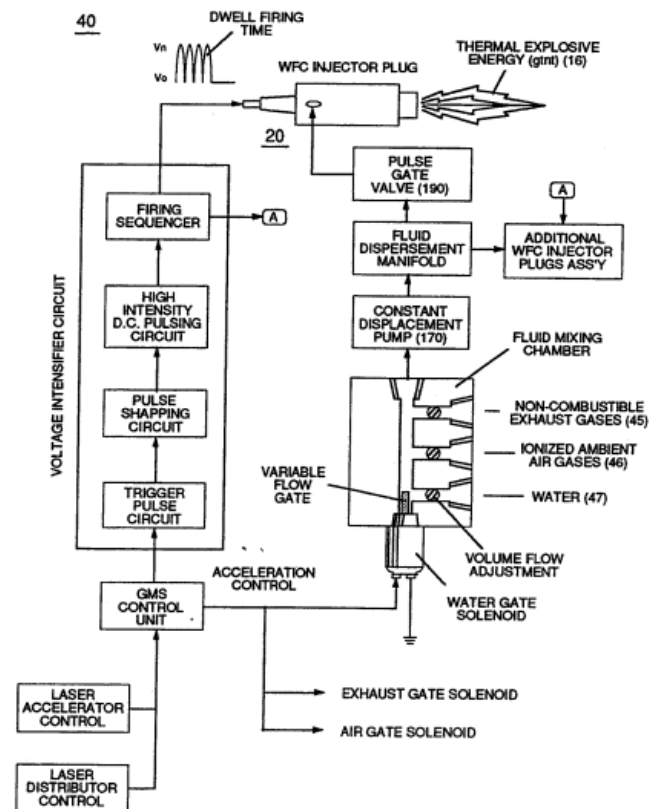 40
DWELL FIRING
TIME
Vn
Vo
WFC INJECTOR PLUG
THERMAL EXPLOSIVE
ENERGY (gtnt) (16)
20
VOLTAGE INTENSIFIER CIRCUIT
FIRING
SEQUENCER
A
HIGH
INTENSITY
D.C. PULSING
CIRCUIT
PULSE
SHAPPING
CIRCUIT
TRIGGER
PULSE CIRCUIT
PULSE
GATE
VALVE (190)
FLUID
DISPERSEMENT
MANIFOLD
A
ADDITIONAL
WFC INJECTOR
PLUGS ASS'Y
CONSTANT
DISPLACEMENT
PUMP (170)
FLUID MIXING
CHAMBER
NON-COMBUSTIBLE
EXHAUST GASES (45)
IONIZED AMBIENT
AIR GASES (46)
WATER (47)
VARIABLE
FLOW
GATE
VOLUME FLOW
ADJUSTMENT
WATER GATE
SOLENOID
ACCELERATION
CONTROL
GMS
CONTROL
UNIT
EXHAUST GATE SOLENOID
AIR GATE SOLENOID
LASER
ACCELERATOR
CONTROL
LASER
DISTRIBUTOR
CONTROL